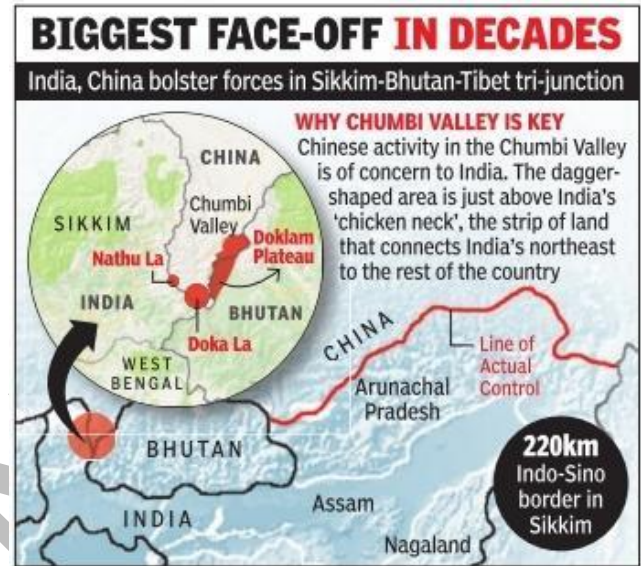 BIGGEST FACE-OFF IN DECADES
India, China bolster forces in Sikkim-Bhutan-Tibet tri-junction
WHY CHUMBI VALLEY IS KEY
Chinese activity in the Chumbi Valley
is of concern to India. The dagger-
shaped area is just above India's
'chicken neck', the strip of land
that connects India's northeast
to the rest of the country
CHINA
Chumbi
Valley
SIKKIM
Doklam
Plateau
Nathu La
INDIA
BHUTAN
Doka La
WEST
BENGAL
CHINA
Line of
Actual
Control
Arunachal
Pradesh
BHUTAN
220km
Indo-Sino
border in
Sikkim
Assam
INDIA
Nagaland